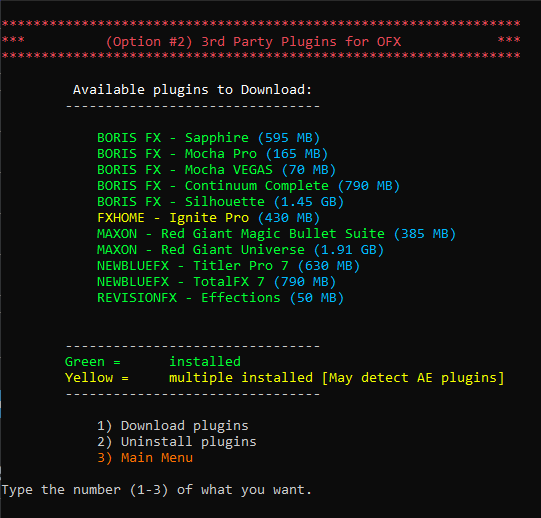 *****************************************************************
***          (Option #2) 3rd Party Plugins for OFX            ***
*****************************************************************
Available plugins to Download:
--------------------------------
BORIS FX - Sapphire (595 MB)
BORIS FX - Mocha Pro (165 MB)
BORIS FX - Mocha VEGAS (70 MB)
BORIS FX - Continuum Complete (790 MB)
BORIS FX - Silhouette (1.45 GB)
FXHOME - Ignite Pro (430 MB)
MAXON - Red Giant Magic Bullet Suite (385 MB)
MAXON - Red Giant Universe (1.91 GB)
NEWBLUEFX - Titler Pro 7 (630 MB)
NEWBLUEFX - TotalFX 7 (790 MB)
REVISIONFX - Effections (50 MB)
--------------------------------
Green =      installed
Yellow =     multiple installed [May detect AE plugins]
--------------------------------
1) Download plugins
2) Uninstall plugins
3) Main Menu
Type the number (1-3) of what you want.